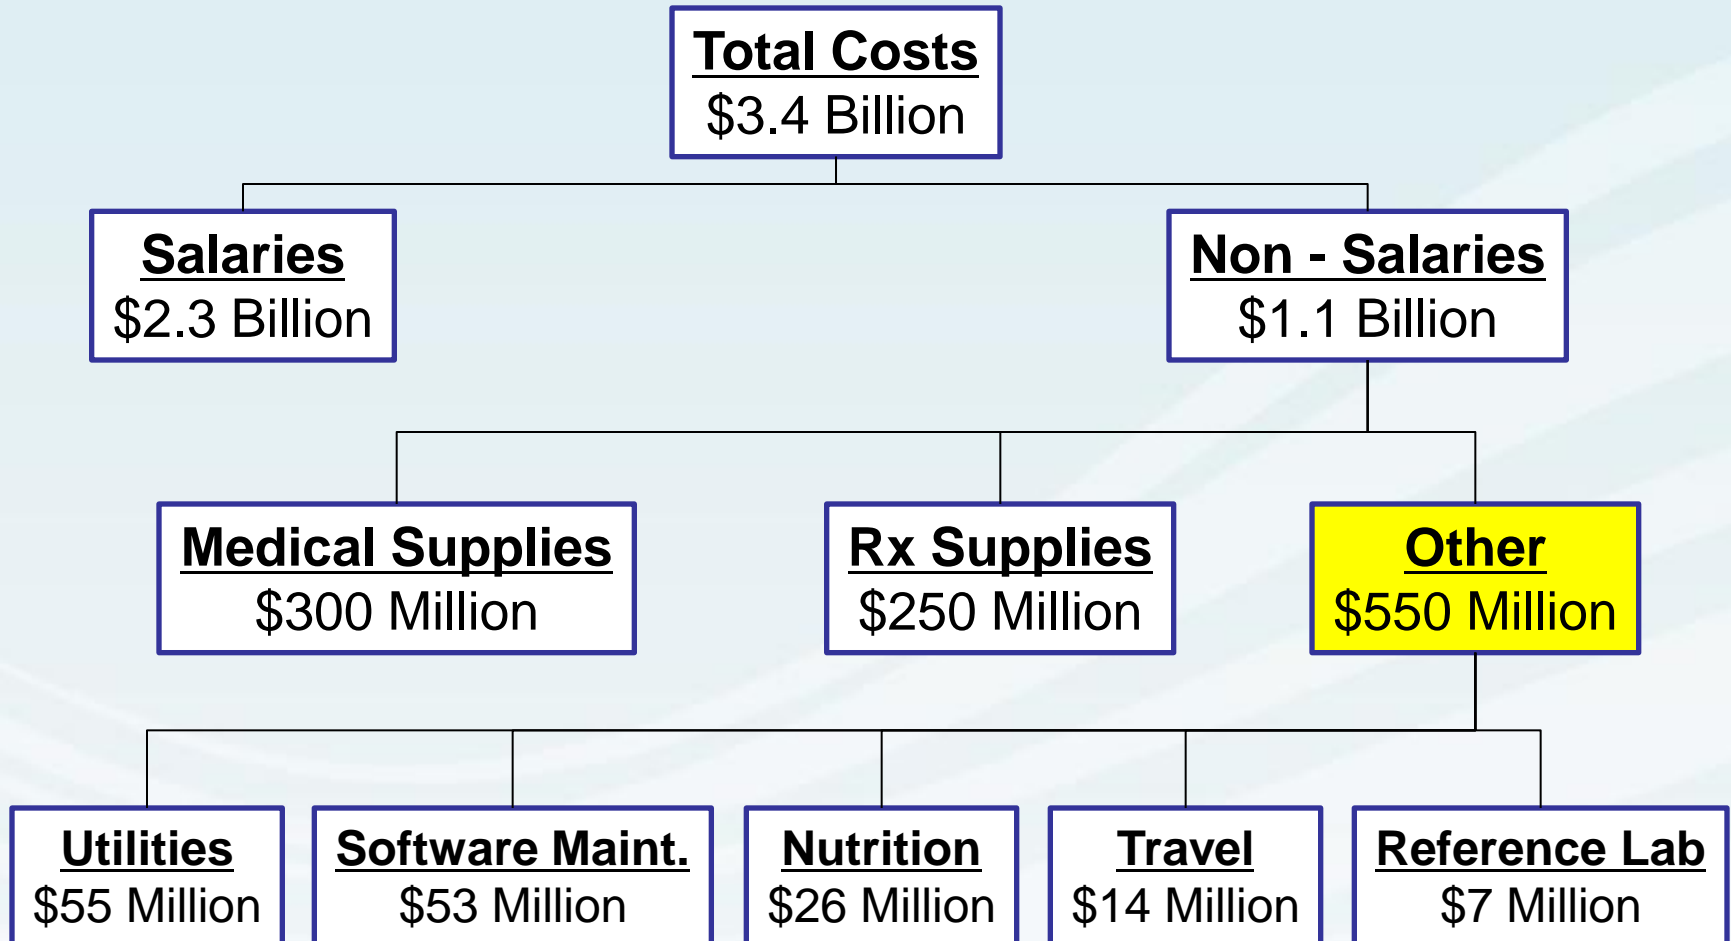 Total Costs
$3.4 Billion
Salaries
$2.3 Billion
Non - Salaries
$1.1 Billion
Medical Supplies
$300 Million
Rx Supplies
$250 Million
Other
$550 Million
Utilities
$55 Million
Software Maint.
$53 Million
Nutrition
$26 Million
Travel
$14 Million
Reference Lab
$7 Million